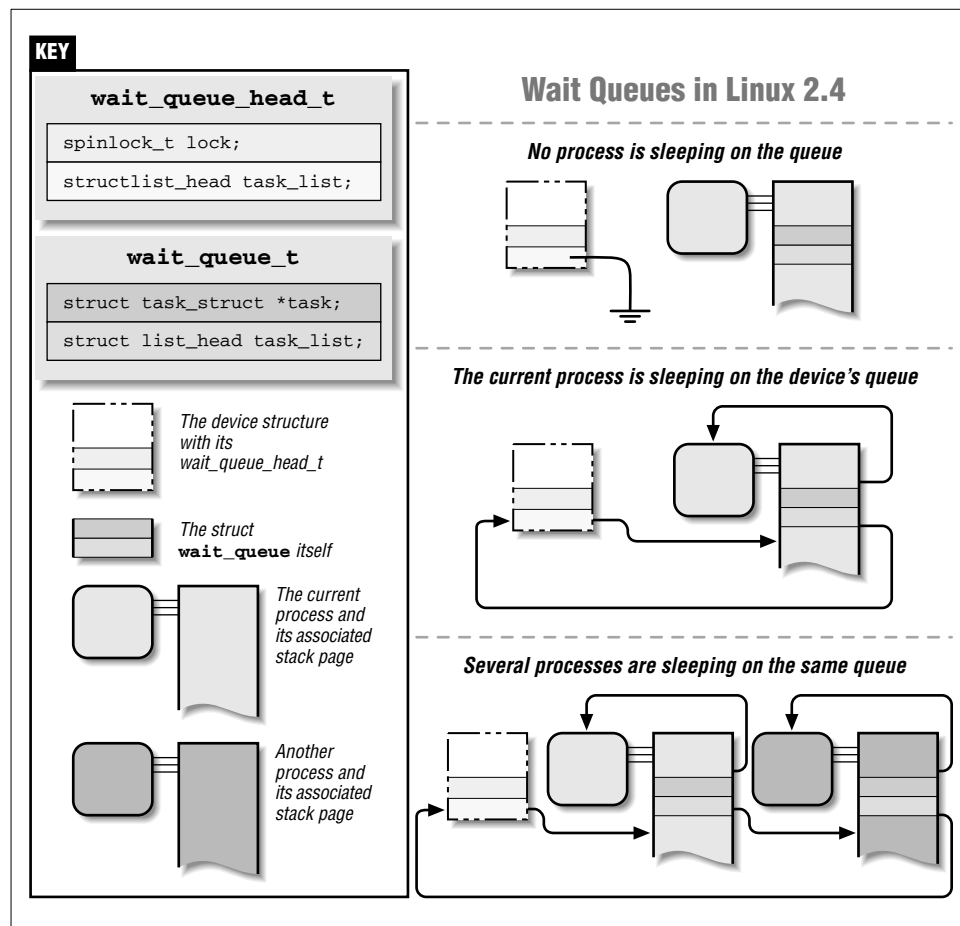 KEY
wait_queue_head_t
spinlock_t lock;
structlist_head task_list;
wait_queue_t
struct task_struct *task;
struct list_head task_list;
The device structure
with its
wait_queue_head_t
The struct
wait_queue itself
The current
process and
its associated
stack page
Another
process and
its associated
stack page
Wait Queues in Linux 2.4
No process is sleeping on the queue
The current process is sleeping on the device's queue
Several processes are sleeping on the same queue